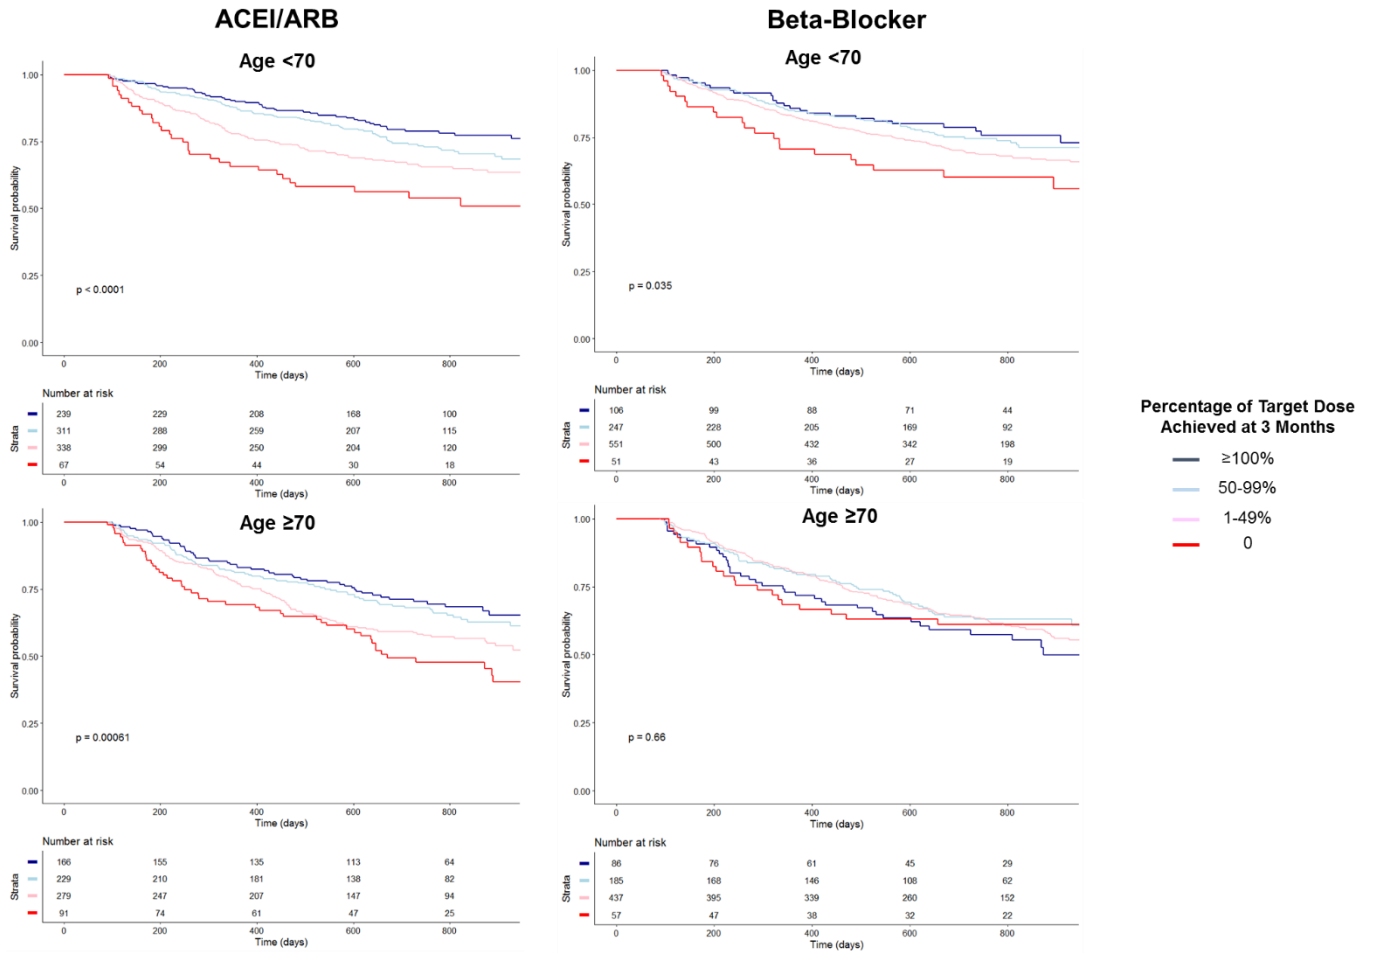 ACEI/ARB
Age <70
Survival probability
1.00
0.75
0.50
0.25
0.00
p < 0.0001
0 200 400 600 800
Time (days)
Number at risk
Strata
239 229 208 168 100
311 288 259 207 115
338 299 250 204 120
67 54 44 30 18
0 200 400 600 800
Time (days)
Age ≥70
Survival probability
1.00
0.75
0.50
0.25
0.00
p = 0.00061
0 200 400 600 800
Time (days)
Number at risk
Strata
166 155 135 113 64
229 210 181 138 82
279 247 207 147 94
91 74 61 47 25
0 200 400 600 800
Time (days)
Beta-Blocker
Age <70
Survival probability
1.00
0.75
0.50
0.25
0.00
p = 0.035
0 200 400 600 800
Time (days)
Number at risk
Strata
106 99 88 71 44
247 228 205 169 92
551 500 432 342 198
51 43 36 27 19
0 200 400 600 800
Time (days)
Age ≥70
Survival probability
1.00
0.75
0.50
0.25
0.00
p = 0.66
0 200 400 600 800
Time (days)
Number at risk
Strata
86 76 61 45 29
185 168 146 108 62
437 395 339 260 152
57 47 38 32 22
0 200 400 600 800
Time (days)
Percentage of Target Dose
Achieved at 3 Months
≥100%
50-99%
1-49%
0